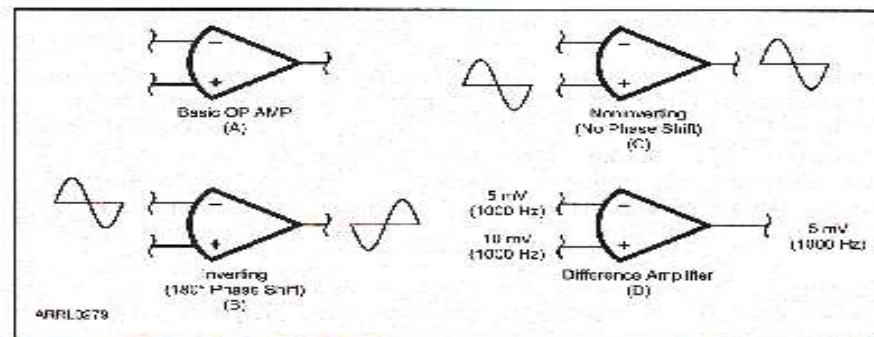 Basic OP AMP
(A)
Noninverting
(No Phase Shift)
(C)
Inverting
(180° Phase Shift)
(B)
5 mV
(1000 Hz)
10 mV
(1000 Hz)
5 mV
(1000 Hz)
Difference Amplifier
(D)
ARRL0279